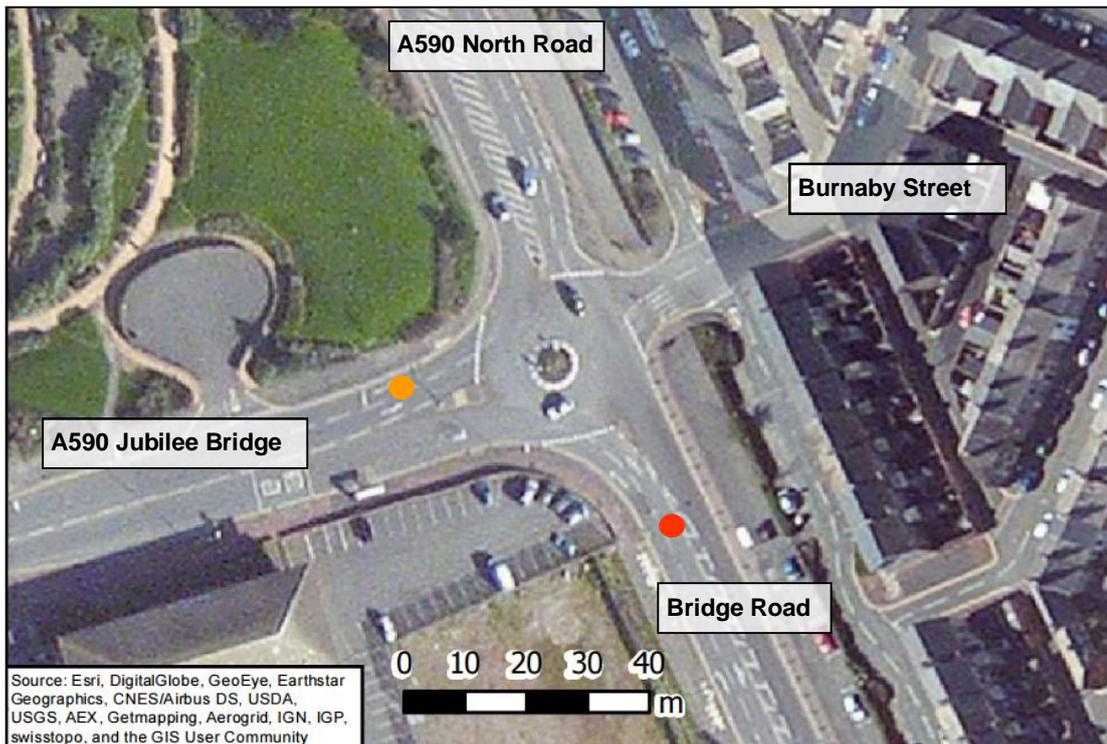 A590 North Road
Burnaby Street
A590 Jubilee Bridge
Bridge Road
0 10 20 30 40
m
Source: Esri, DigitalGlobe, GeoEye, Earthstar
Geographics, CNES/Airbus DS, USDA,
USGS, AEX, Getmapping, Aerogrid, IGN, IGP,
swisstopo, and the GIS User Community